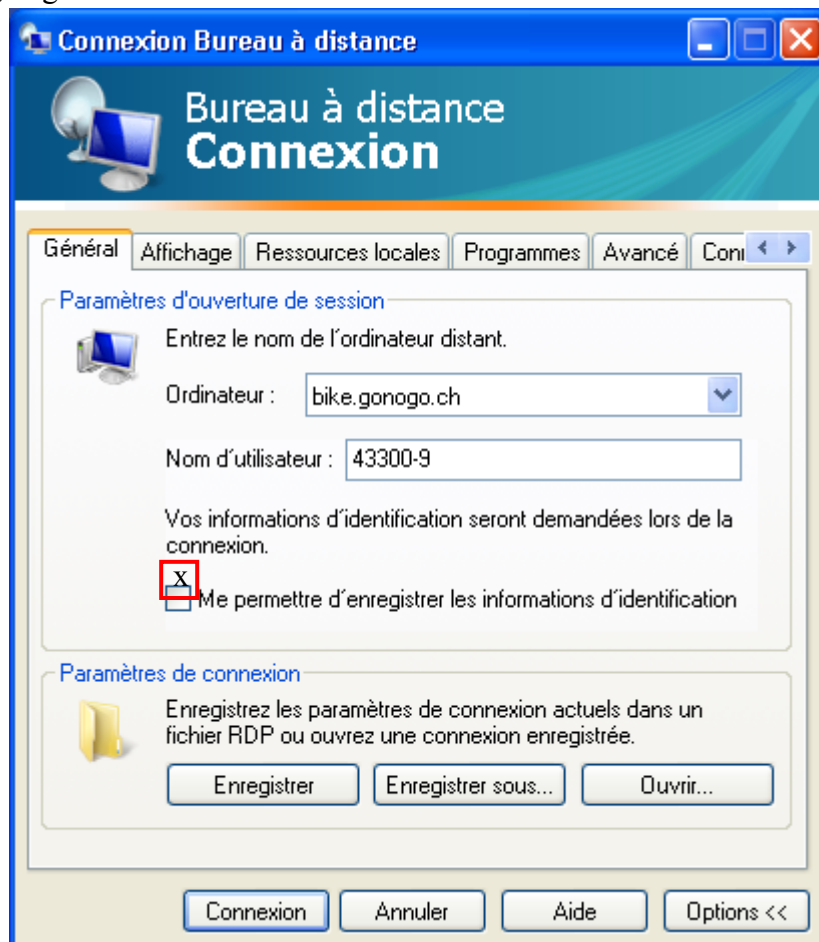 Connexion Bureau à distance
Bureau à distance
Connexion
Général Affichage Ressources locales Programmes Avancé
Paramètres d'ouverture de session
Entrez le nom de l'ordinateur distant.
Ordinateur : bike.gonogo.ch
Nom d'utilisateur : 43300-9
Vos informations d'identification seront demandées lors de la
connexion.
x
Me permettre d'enregistrer les informations d'identification
Paramètres de connexion
Enregistrez les paramètres de connexion actuels dans un
fichier RDP ou ouvrez une connexion enregistrée.
Enregistrer Enregistrer sous... Ouvrir...
Connexion Annuler Aide Options <<